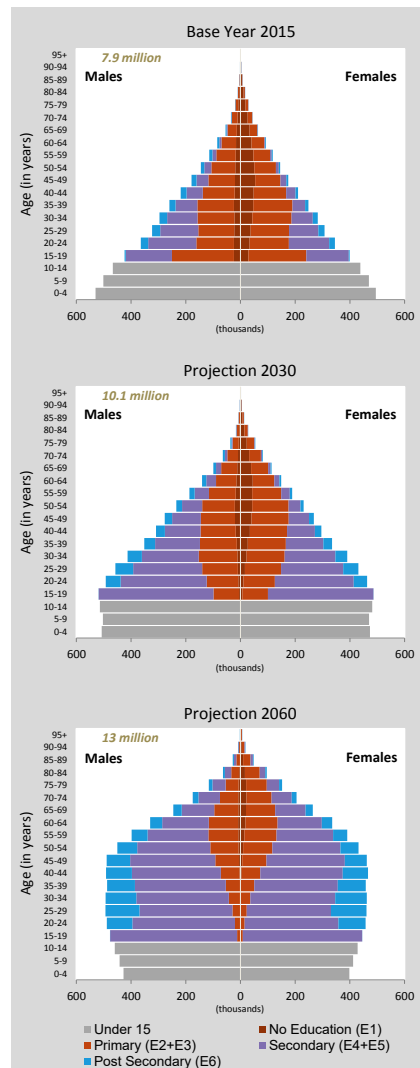 Base Year 2015
7.9 million
Males
Females
Age (in years)
95+
90-94
85-89
80-84
75-79
70-74
65-69
60-64
55-59
50-54
45-49
40-44
35-39
30-34
25-29
20-24
15-19
10-14
5-9
0-4
600 400 200 0 200 400 600
(thousands)
Projection 2030
10.1 million
Males
Females
Age (in years)
95+
90-94
85-89
80-84
75-79
70-74
65-69
60-64
55-59
50-54
45-49
40-44
35-39
30-34
25-29
20-24
15-19
10-14
5-9
0-4
600 400 200 0 200 400 600
(thousands)
Projection 2060
13 million
Males
Females
Age (in years)
95+
90-94
85-89
80-84
75-79
70-74
65-69
60-64
55-59
50-54
45-49
40-44
35-39
30-34
25-29
20-24
15-19
10-14
5-9
0-4
600 400 200 0 200 400 600
(thousands)
Under 15 No Education (E1)
Primary (E2+E3) Secondary (E4+E5)
Post Secondary (E6)